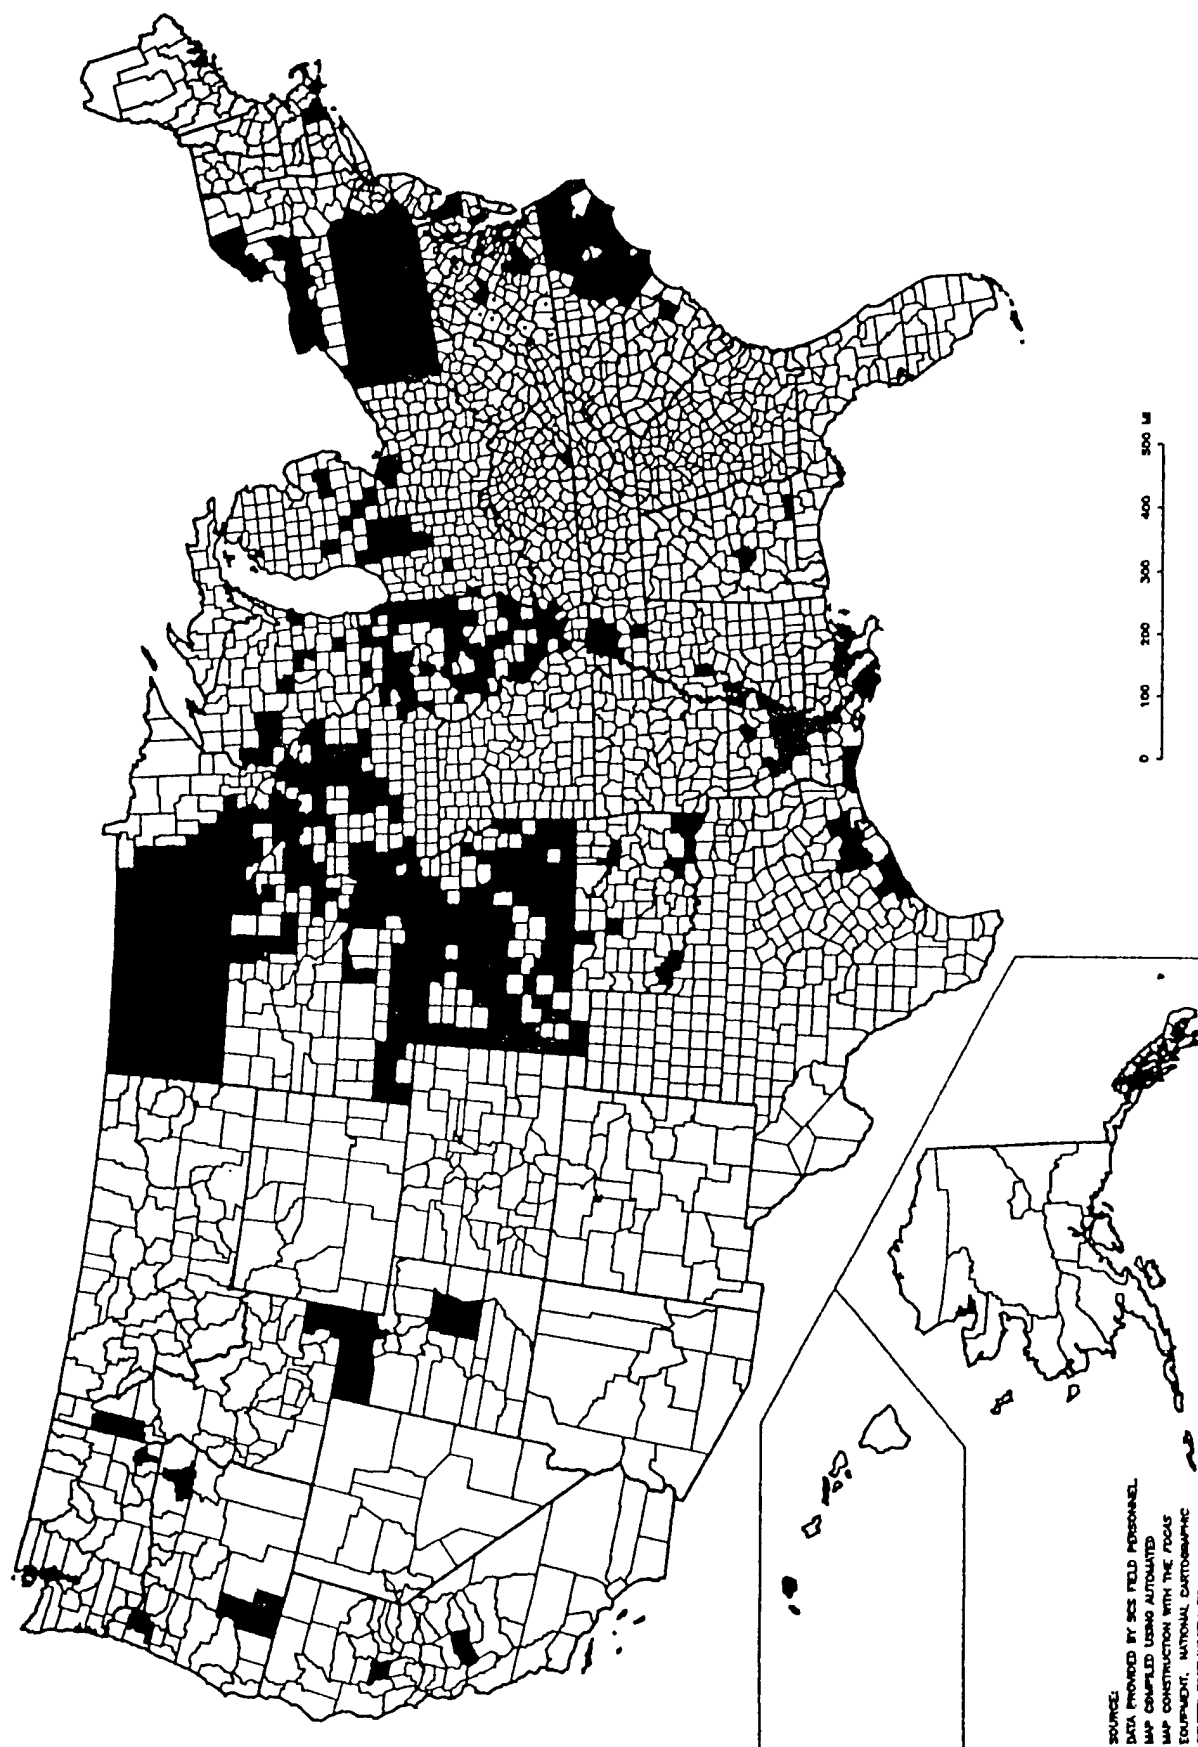 0 100 200 300 400 500 MI
SOURCE:
DATA PROVIDED BY SCS FIELD PERSONNEL.
MAP COMPILED USING AUTOMATED
MAP CONSTRUCTION WITH THE FOCAS
EQUIPMENT. NATIONAL CARTOGRAPHIC